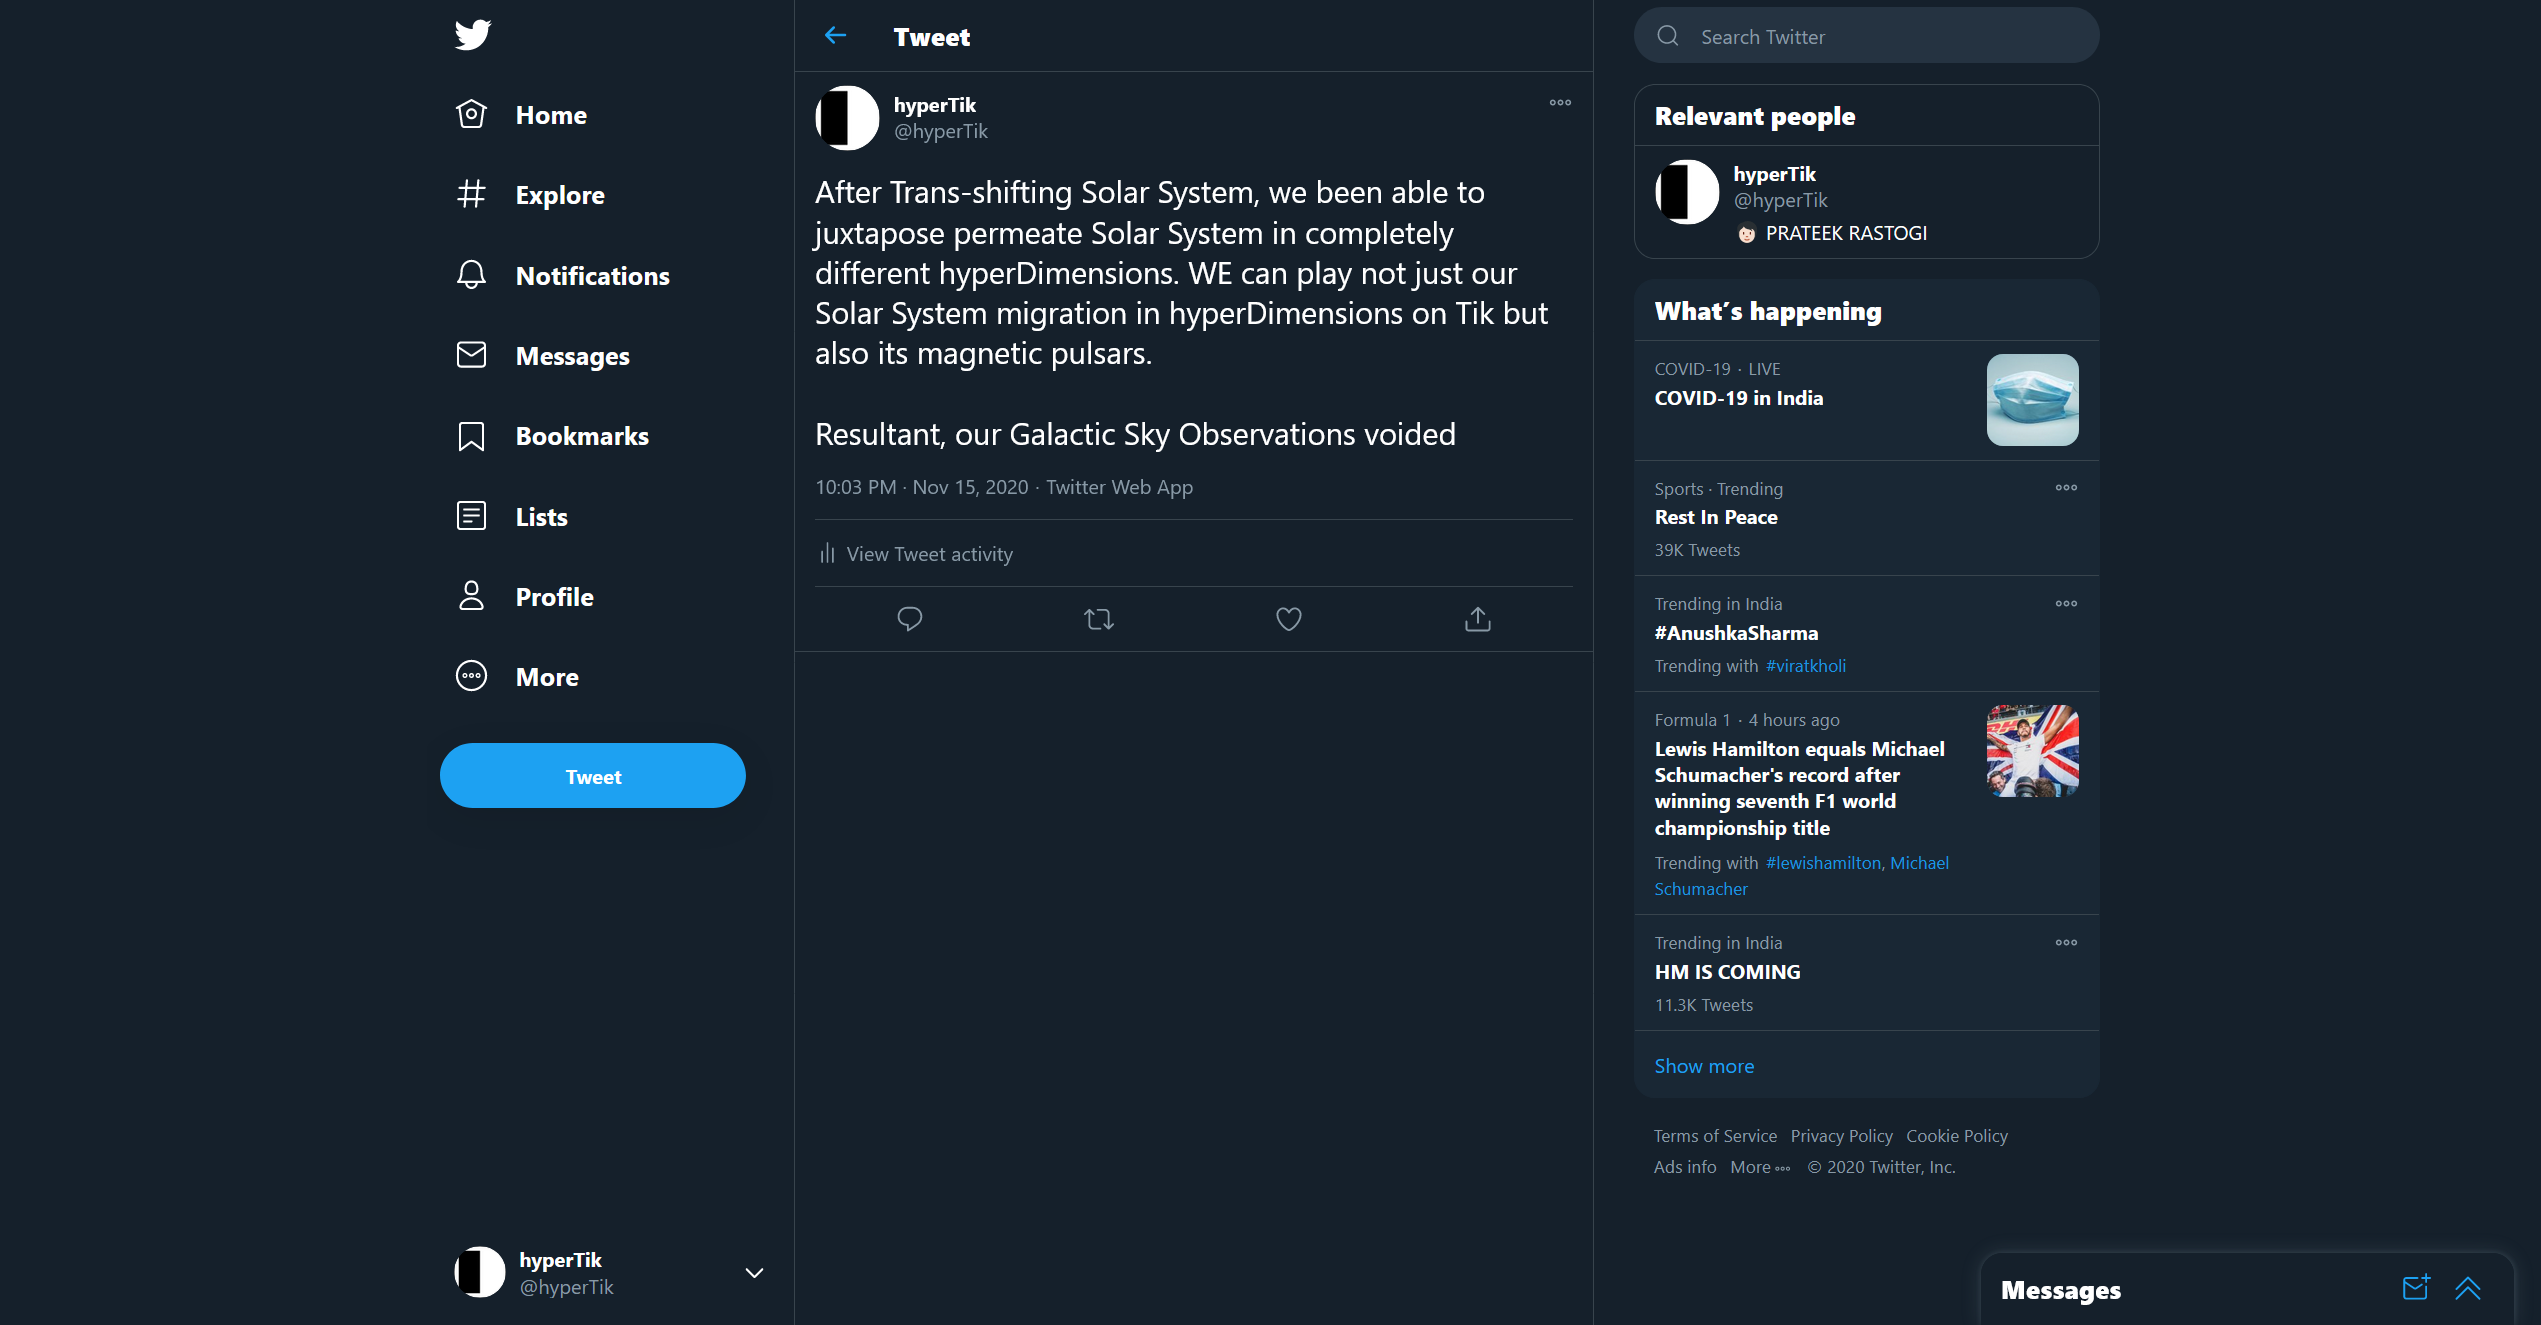 Home
Explore
Notifications
Messages
Bookmarks
Lists
Profile
More
Tweet
hyperTik
@hyperTik
Tweet
hyperTik
@hyperTik
After Trans-shifting Solar System, we been able to
juxtapose permeate Solar System in completely
different hyperDimensions. WE can play not just our
Solar System migration in hyperDimensions on Tik but
also its magnetic pulsars.
Resultant, our Galactic Sky Observations voided
10:03 PM · Nov 15, 2020 · Twitter Web App
View Tweet activity
Search Twitter
Relevant people
hyperTik
@hyperTik
PRATEEK RASTOGI
What's happening
COVID-19 · LIVE
COVID-19 in India
Sports · Trending
Rest In Peace
39K Tweets
Trending in India
#AnushkaSharma
Trending with #viratkholi
Formula 1 · 4 hours ago
Lewis Hamilton equals Michael
Schumacher's record after
winning seventh F1 world
championship title
Trending with #lewishamilton, Michael
Schumacher
Trending in India
HM IS COMING
11.3K Tweets
Show more
Terms of Service Privacy Policy Cookie Policy
Ads info More © 2020 Twitter, Inc.
Messages